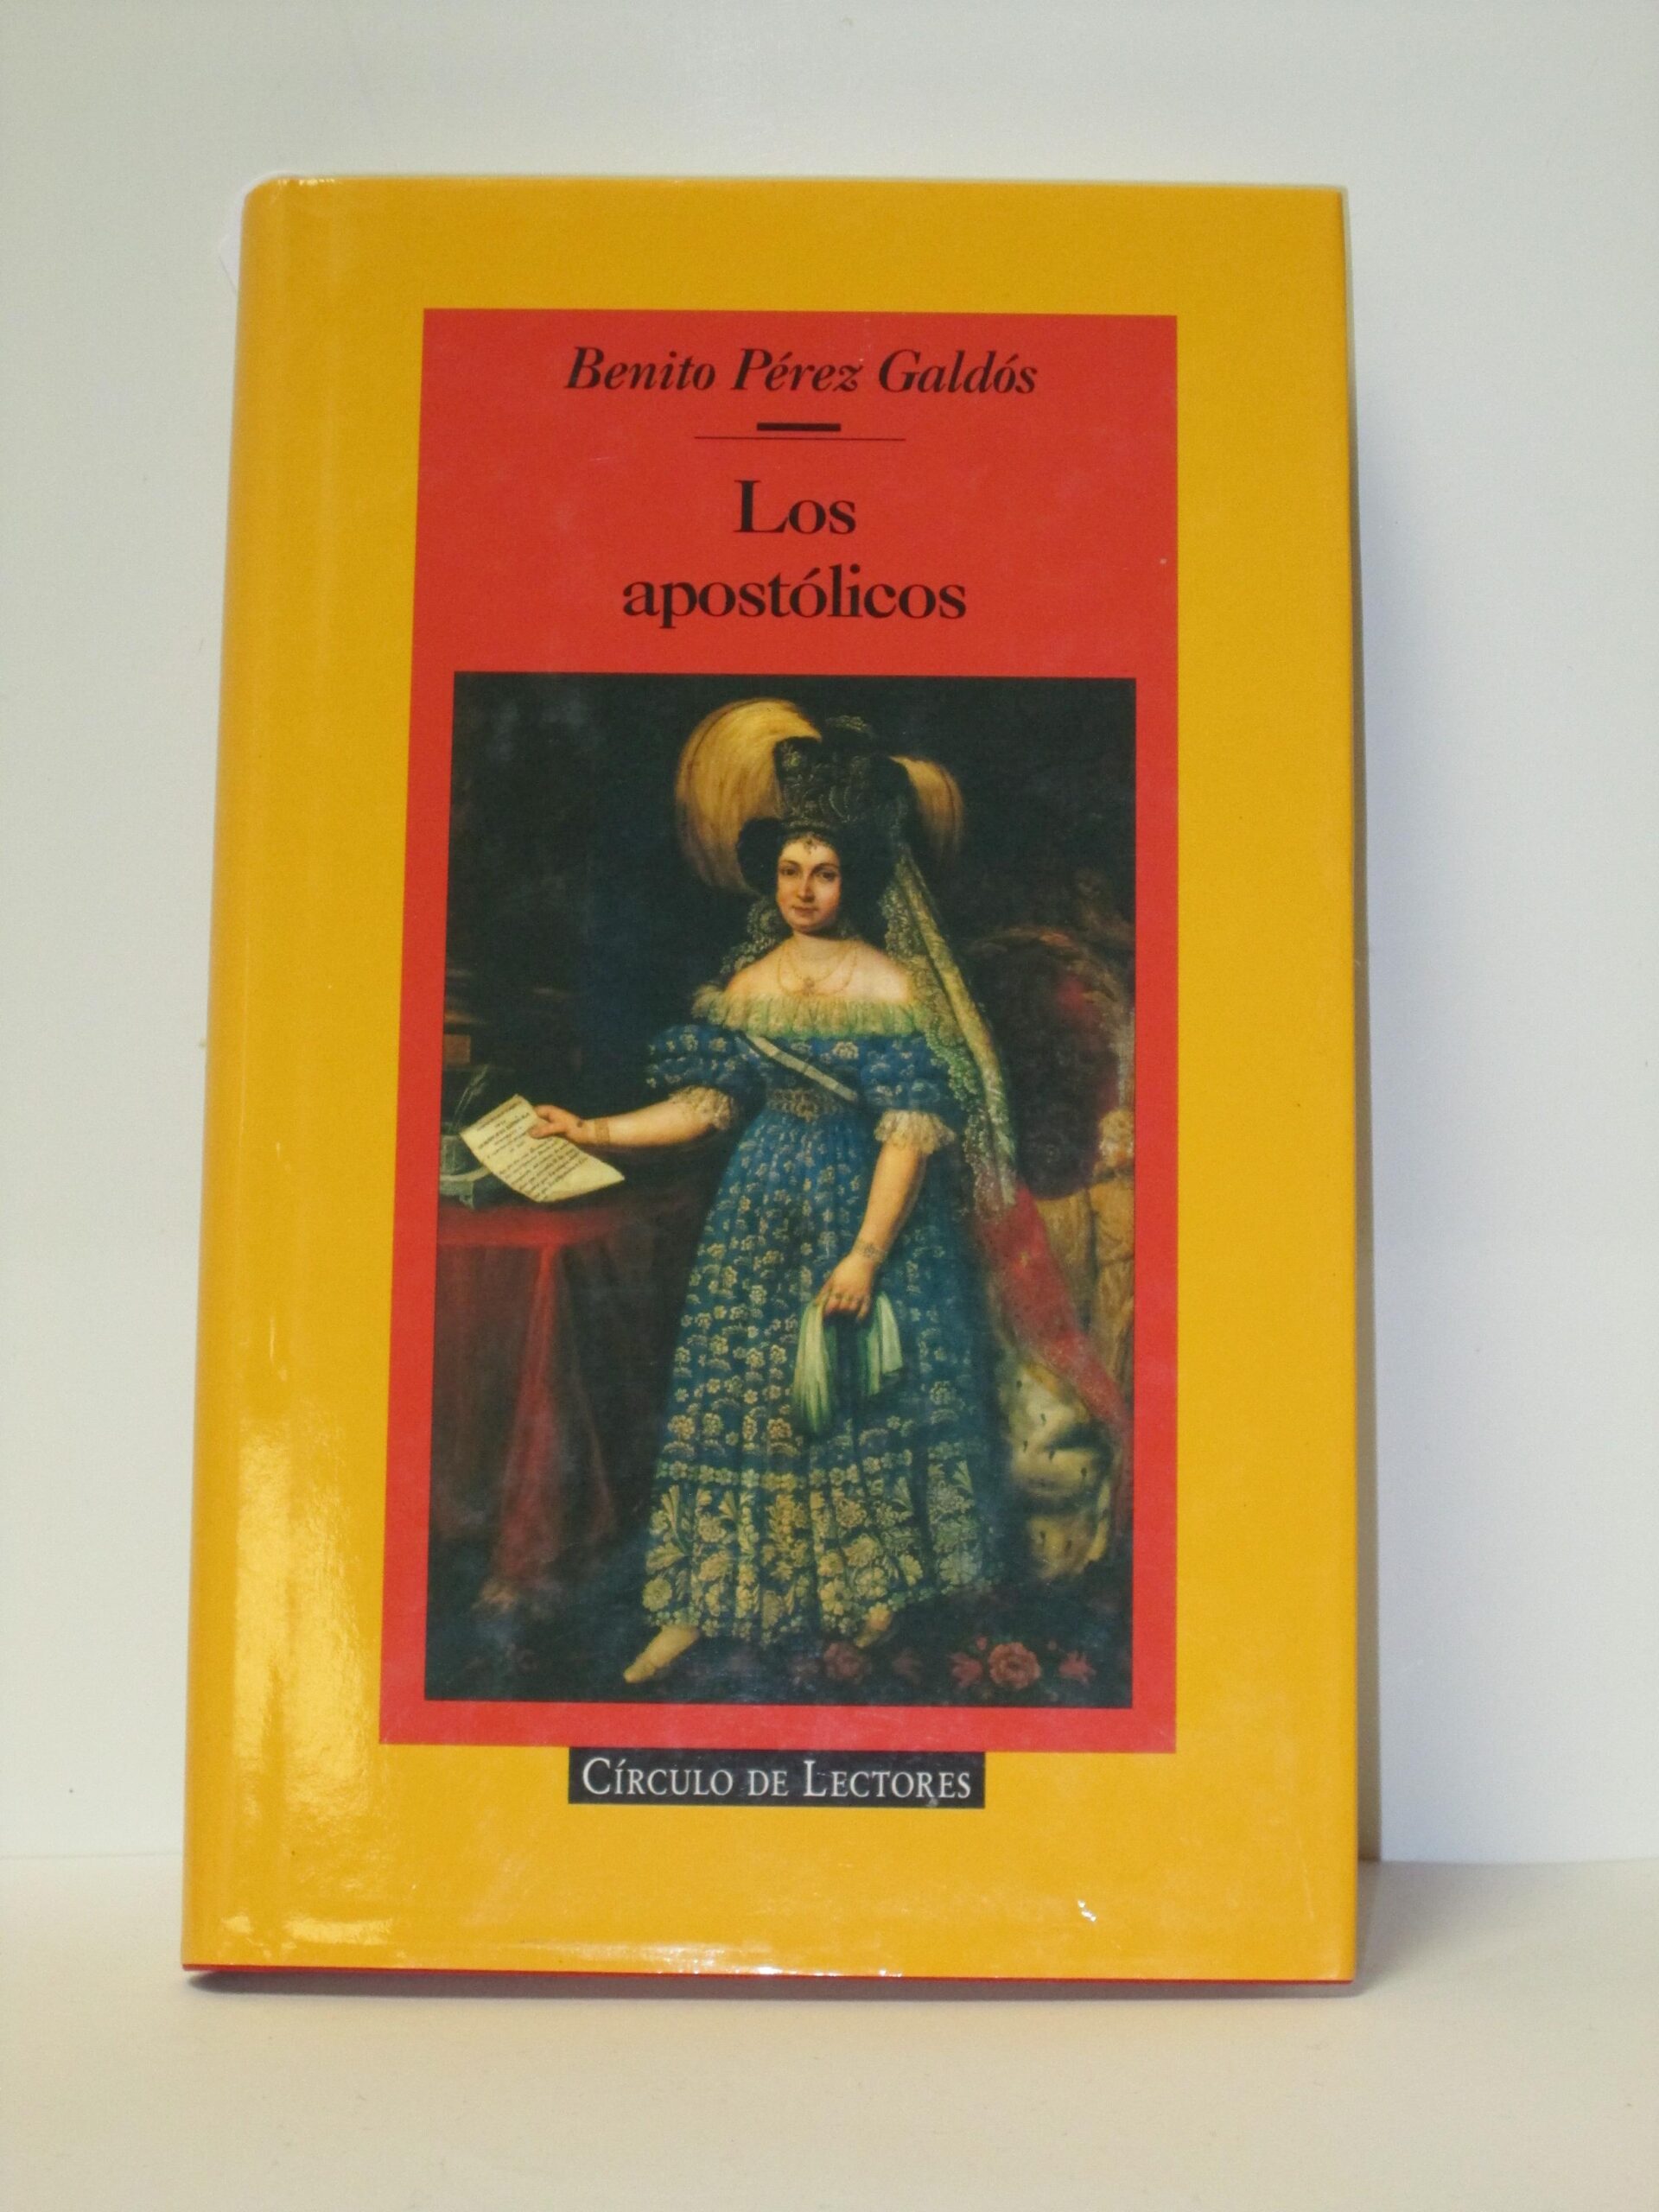 Benito Pérez Galdós
Los
apostólicos
CÍRCULO DE LECTORES